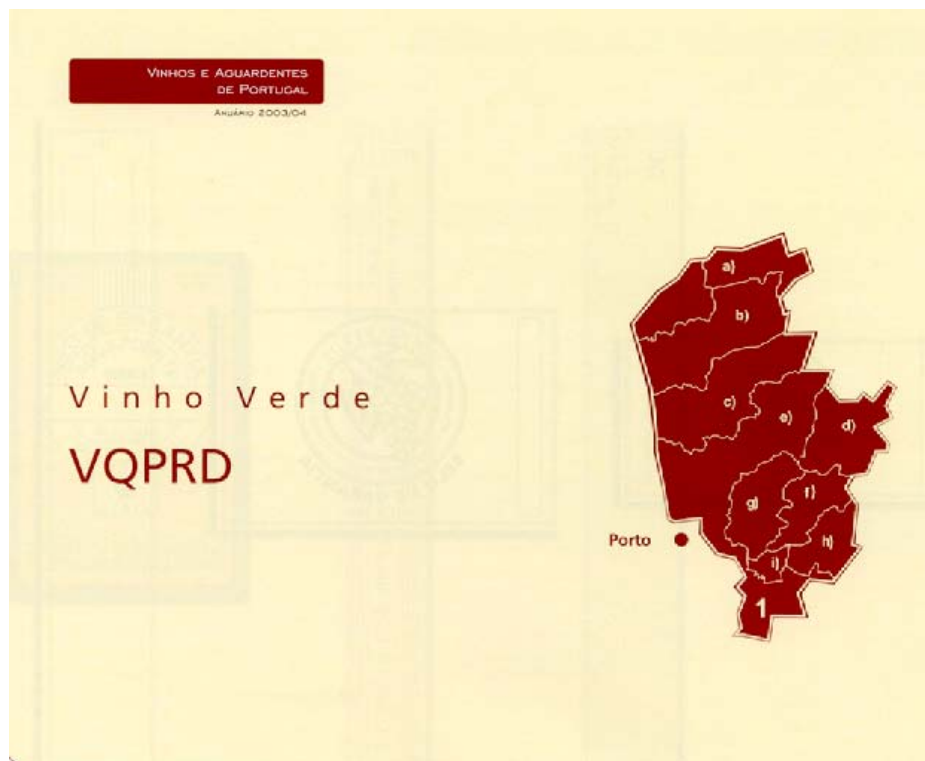 VINHOS E AGUARDENTES
DE PORTUGAL
ANUÁRIO 2003/04
a)
b)
Vinho Verde
c)
e)
d)
VQPRD
f)
g)
Porto
h)
i)
1